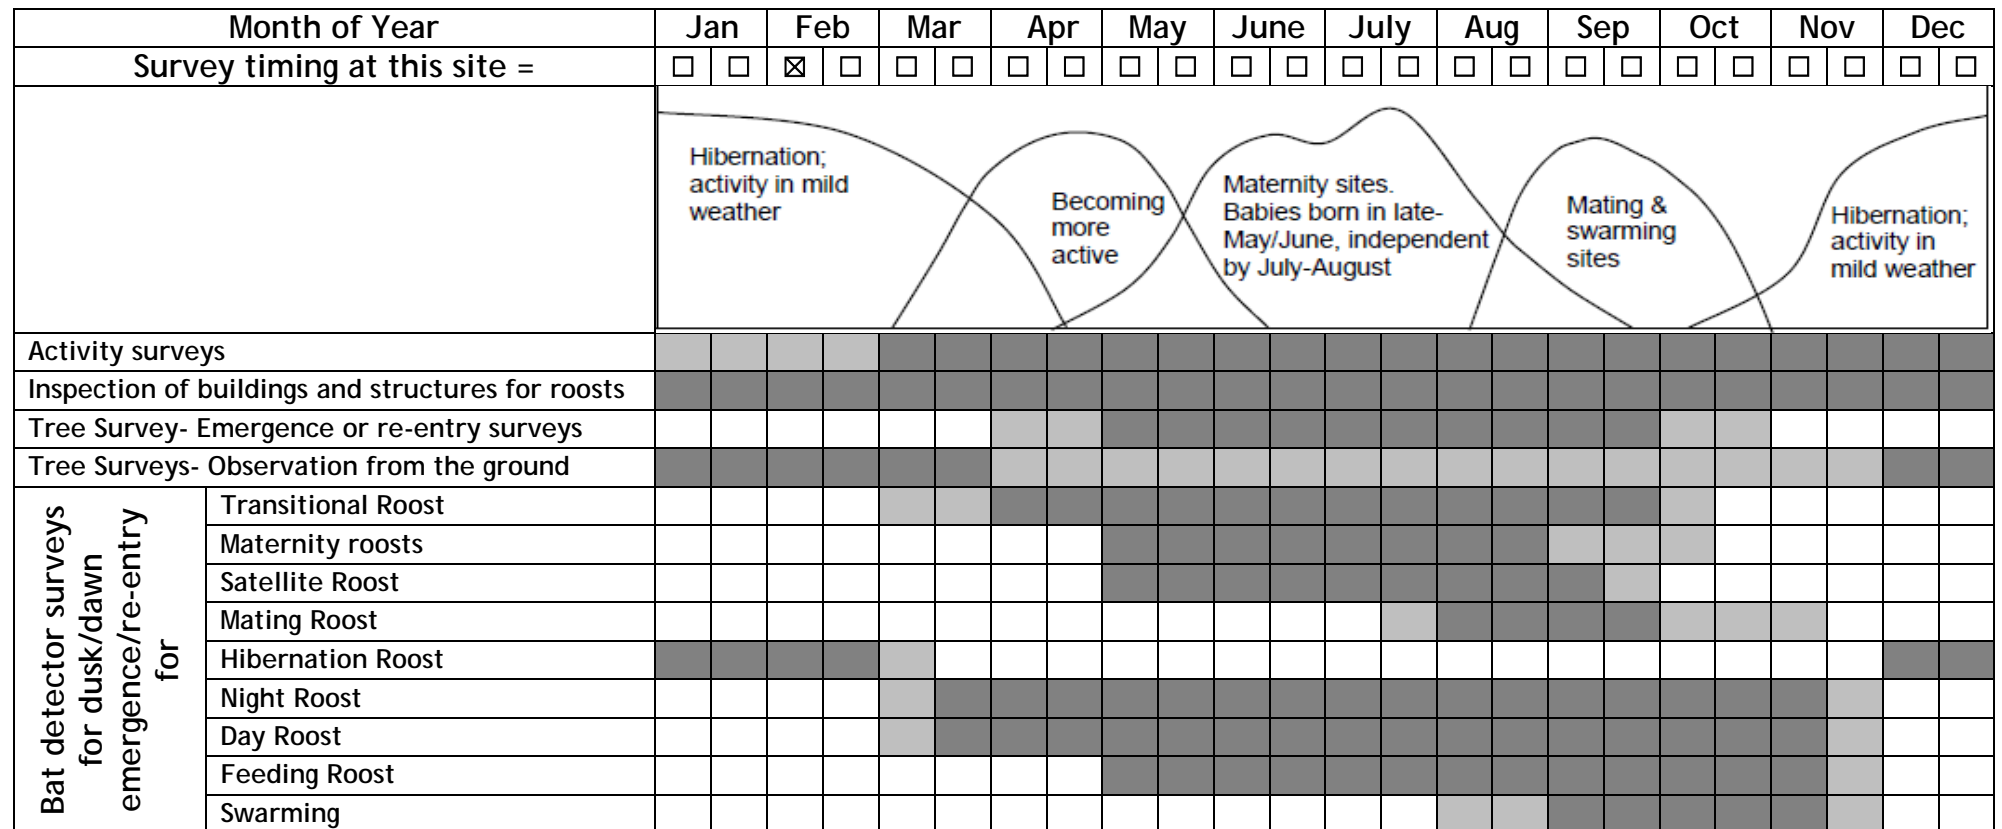 Month of Year Jan Feb Mar Apr May June July Aug Sep Oct Nov Dec
Survey timing at this site = ☐ ☐ ☒ ☐ ☐ ☐ ☐ ☐ ☐ ☐ ☐ ☐ ☐ ☐ ☐ ☐ ☐ ☐ ☐ ☐ ☐ ☐ ☐ ☐
Hibernation;
activity in mild
weather
Becoming
more
active
Maternity sites.
Babies born in late-
May/June, independent
by July-August
Mating &
swarming
sites
Hibernation;
activity in
mild weather
Activity surveys
Inspection of buildings and structures for roosts
Tree Survey- Emergence or re-entry surveys
Tree Surveys- Observation from the ground
Bat detector surveys
for dusk/dawn
emergence/re-entry
for
Transitional Roost
Maternity roosts
Satellite Roost
Mating Roost
Hibernation Roost
Night Roost
Day Roost
Feeding Roost
Swarming